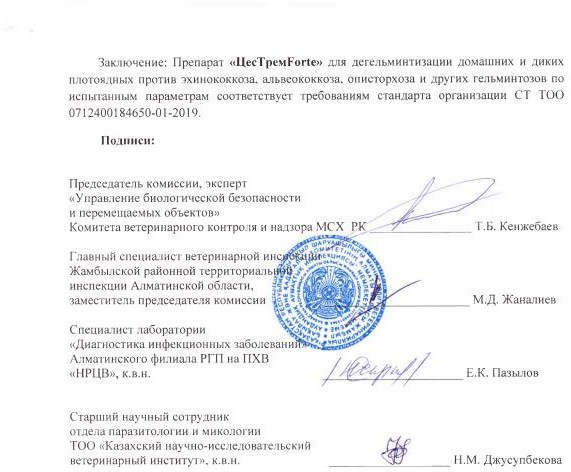 Заключение: Препарат «ЦесТремForte» для дегельминтизации домашних и диких
плотоядных против эхинококкоза, альвеококкоза, описторхоза и других гельминтозов по
испытанным параметрам соответствует требованиям стандарта организации СТ ТОО
0712400184650-01-2019.
Подписи:
Председатель комиссии, эксперт
«Управление биологической безопасности
и перемещаемых объектов»
Комитета ветеринарного контроля и надзора МСХ РК Т.Б. Кенжебаев
Главный специалист ветеринарной инспекции
Жамбылской районной территориальной
инспекции Алматинской области,
заместитель председателя комиссии М.Д. Жаналиев
Специалист лаборатории
«Диагностика инфекционных заболеваний»
Алматинского филиала РГП на ПХВ
«НРЦВ», к.в.н. Е.К. Пазылов
Старший научный сотрудник
отдела паразитологии и микологии
ТОО «Казахский научно-исследовательский
ветеринарный институт», к.в.н. Н.М. Джусупбекова